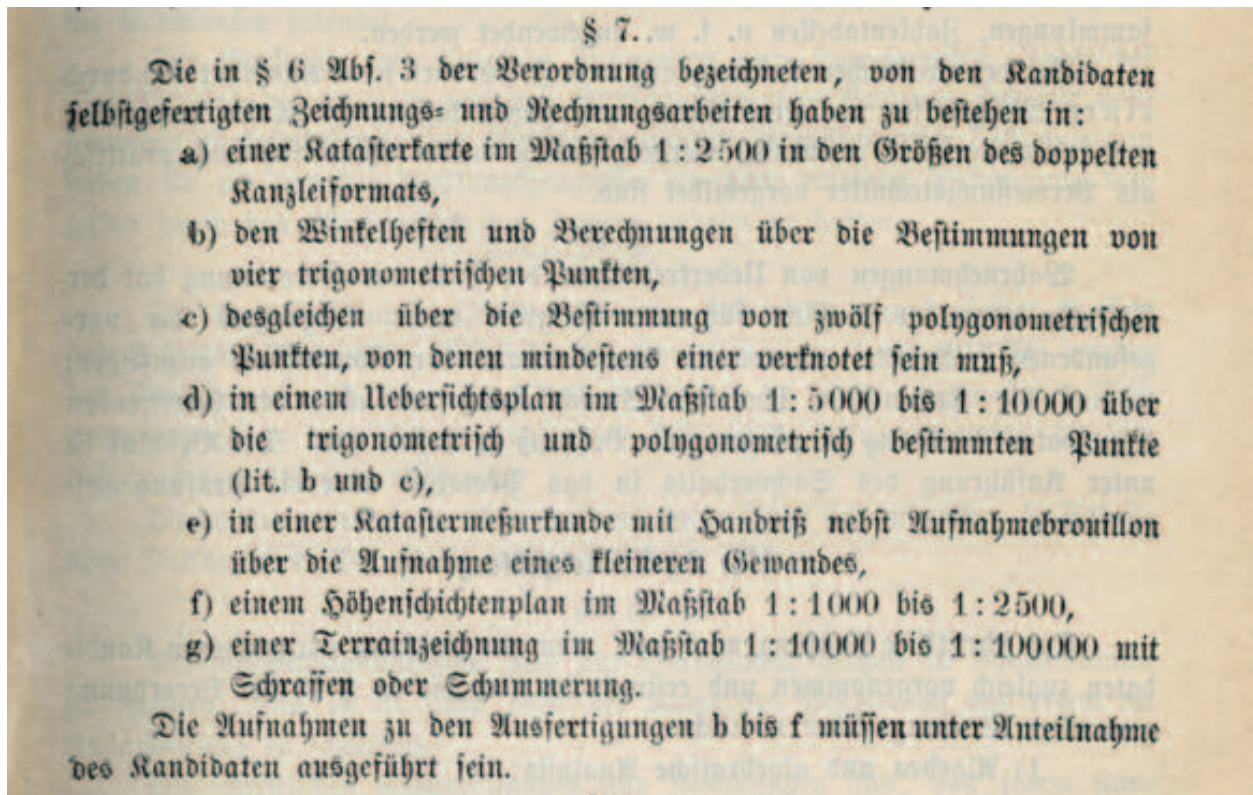 § 7.
Die in § 6 Abs. 3 der Verordnung bezeichneten, von den Kandidaten
selbstgefertigten Zeichnungs- und Rechnungsarbeiten haben zu bestehen in:
a) einer Katasterkarte im Maßstab 1:2500 in den Größen des doppelten
Kanzleiformats,
b) den Winkelheften und Berechnungen über die Bestimmungen von
vier trigonometrischen Punkten,
c) desgleichen über die Bestimmung von zwölf polygonometrischen
Punkten, von denen mindestens einer verknotet sein muß,
d) in einem Uebersichtsplan im Maßstab 1:5000 bis 1:10000 über
die trigonometrisch und polygonometrisch bestimmten Punkte
(lit. b und c),
e) in einer Katastermeßurkunde mit Handriß nebst Aufnahmebrouillon
über die Aufnahme eines kleineren Gewandes,
f) einem Höhenschichtenplan im Maßstab 1:1000 bis 1:2500,
g) einer Terrainzeichnung im Maßstab 1:10000 bis 1:100000 mit
Schraffen oder Schummerung.
Die Aufnahmen zu den Ausfertigungen b bis f müssen unter Anteilnahme
des Kandidaten ausgeführt sein.